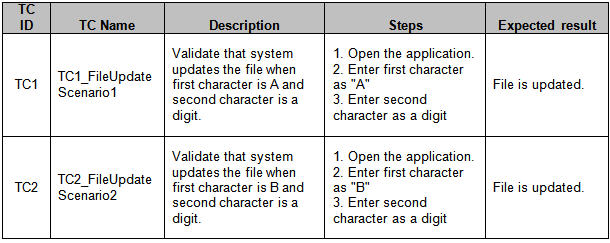 TC ID
TC Name
Description
Steps
Expected result
TC1
TC1_FileUpdate
Scenario1
Validate that system
updates the file when
first character is A and
second character is a
digit.
1. Open the application.
2. Enter first character
as "A"
3. Enter second
character as a digit
File is updated.
TC2
TC2_FileUpdate
Scenario2
Validate that system
updates the file when
first character is B and
second character is a
digit.
1. Open the application.
2. Enter first character
as "B"
3. Enter second
character as a digit
File is updated.